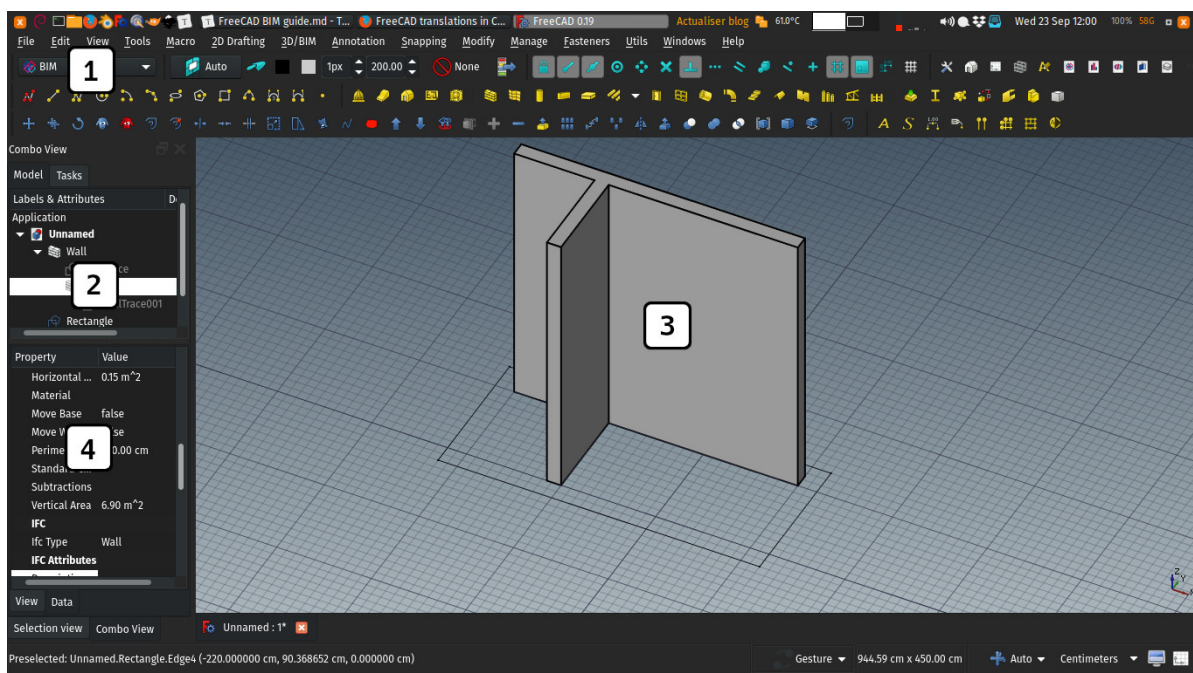 FreeCAD BIM guide.md - T... FreeCAD translations in C... FreeCAD 0.19 Actualiser blog 61.0°C Wed 23 Sep 12:00 100% 58G
File Edit View Tools Macro 2D Drafting 3D/BIM Annotation Snapping Modify Manage Fasteners Utils Windows Help
BIM 1 Auto 1px 200.00 None
Combo View
Model Tasks
Labels & Attributes
Application
Unnamed
Wall
2
lTrace001
Rectangle
3
Property Value
Horizontal ... 0.15 m^2
Material
Move Base false
Move
4
Subtractions
Vertical Area 6.90 m^2
IFC
Ifc Type Wall
IFC Attributes
View Data
Selection view Combo View Unnamed : 1*
Z
Y
Preselected: Unnamed.Rectangle.Edge4 (-220.000000 cm, 90.368652 cm, 0.000000 cm) Gesture 944.59 cm x 450.00 cm Auto Centimeters